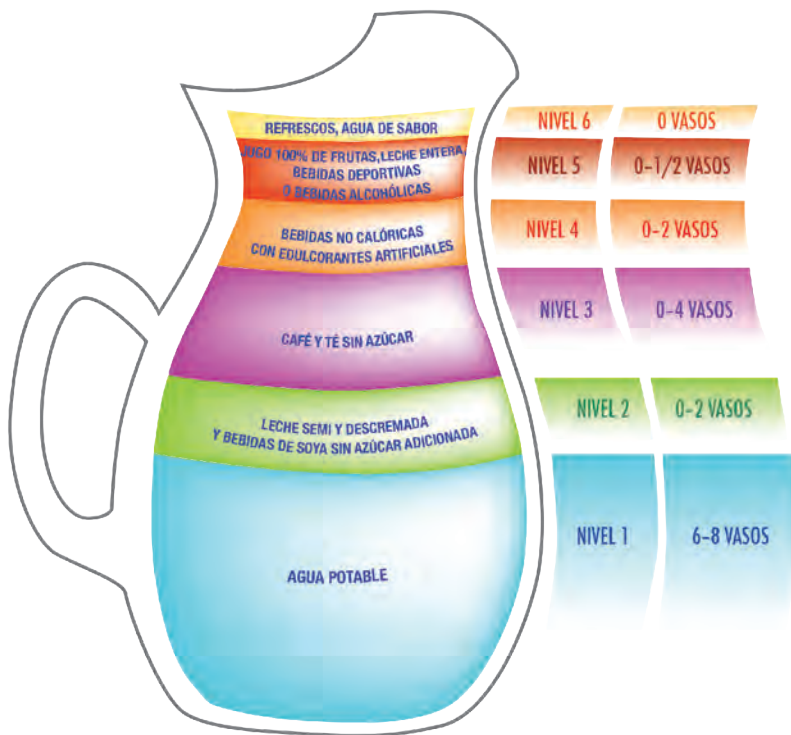 REFRESCOS, AGUA DE SABOR
NIVEL 6
0 VASOS
JUGO 100% DE FRUTAS, LECHE ENTERA,
BEBIDAS DEPORTIVAS
O BEBIDAS ALCOHÓLICAS
NIVEL 5
0-1/2 VASOS
BEBIDAS NO CALÓRICAS
CON EDULCORANTES ARTIFICIALES
NIVEL 4
0-2 VASOS
CAFÉ Y TÉ SIN AZÚCAR
NIVEL 3
0-4 VASOS
LECHE SEMI Y DESCREMADA
Y BEBIDAS DE SOYA SIN AZÚCAR ADICIONADA
NIVEL 2
0-2 VASOS
AGUA POTABLE
NIVEL 1
6-8 VASOS